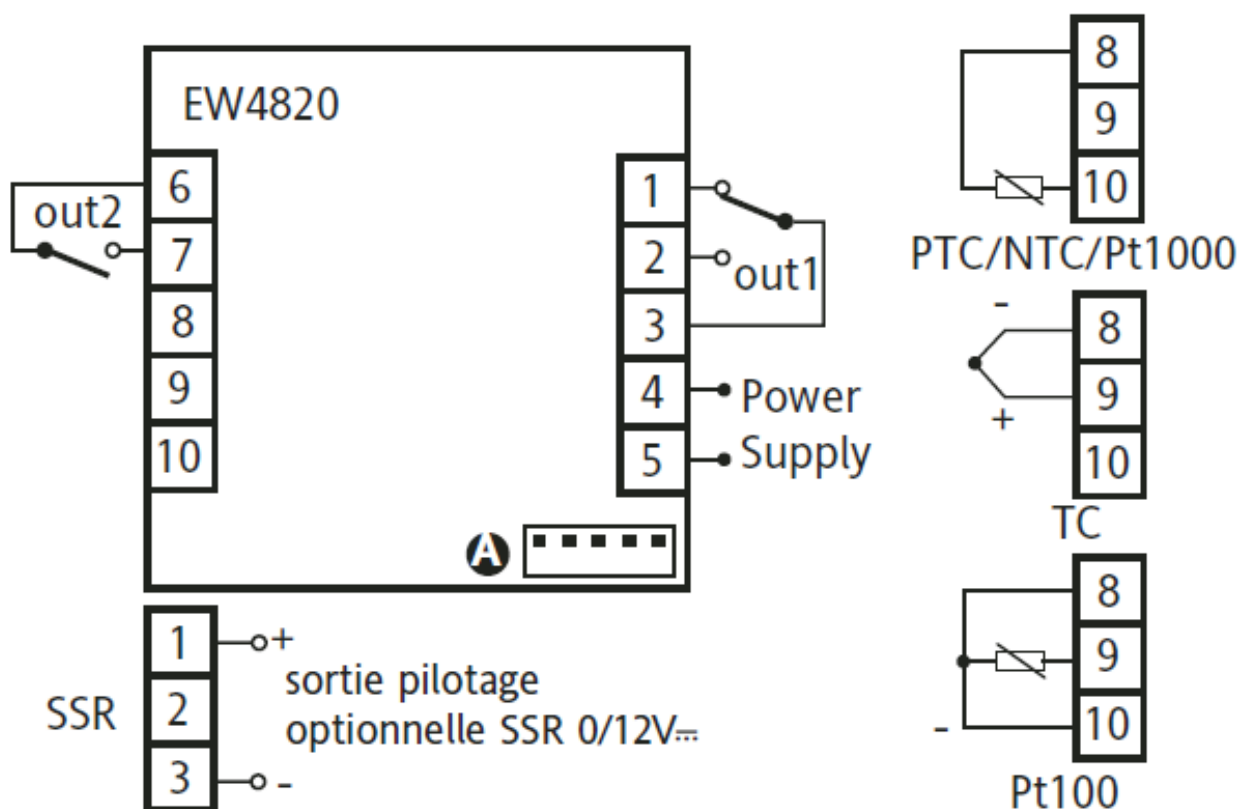 EW4820
6
out2
7
8
9
10
1
2
out1
3
4
Power
5
Supply
A
8
9
10
PTC/NTC/Pt1000
-
8
9
+
10
TC
8
9
10
-
Pt100
SSR
1
+
sortie pilotage
2
optionnelle SSR 0/12V⎓
3
-